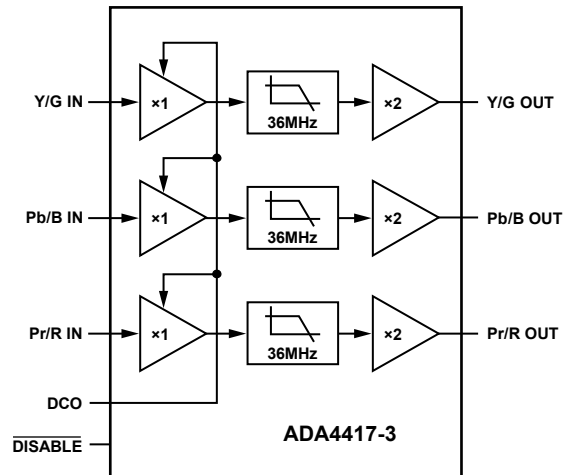 Y/G IN
×1
36MHz
×2
Y/G OUT
Pb/B IN
×1
36MHz
×2
Pb/B OUT
Pr/R IN
×1
36MHz
×2
Pr/R OUT
DCO
DISABLE
ADA4417-3